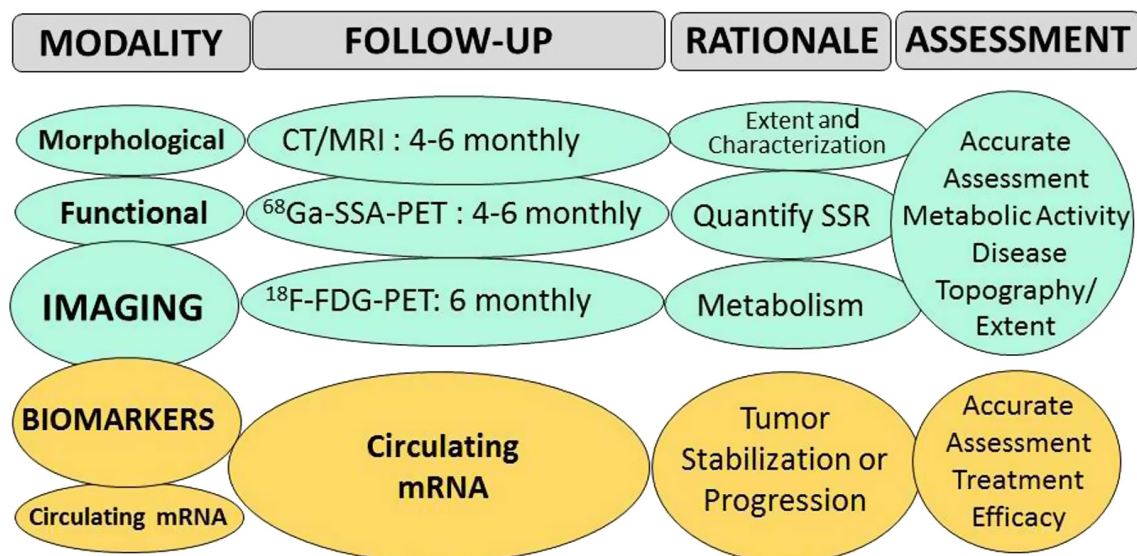 MODALITY
FOLLOW-UP
RATIONALE
ASSESSMENT
Morphological
CT/MRI : 4-6 monthly
Extent and
Characterization
Functional
⁶⁸Ga-SSA-PET : 4-6 monthly
Quantify SSR
IMAGING
¹⁸F-FDG-PET: 6 monthly
Metabolism
Accurate
Assessment
Metabolic Activity
Disease
Topography/
Extent
BIOMARKERS
Circulating mRNA
Circulating
mRNA
Tumor
Stabilization or
Progression
Accurate
Assessment
Treatment
Efficacy